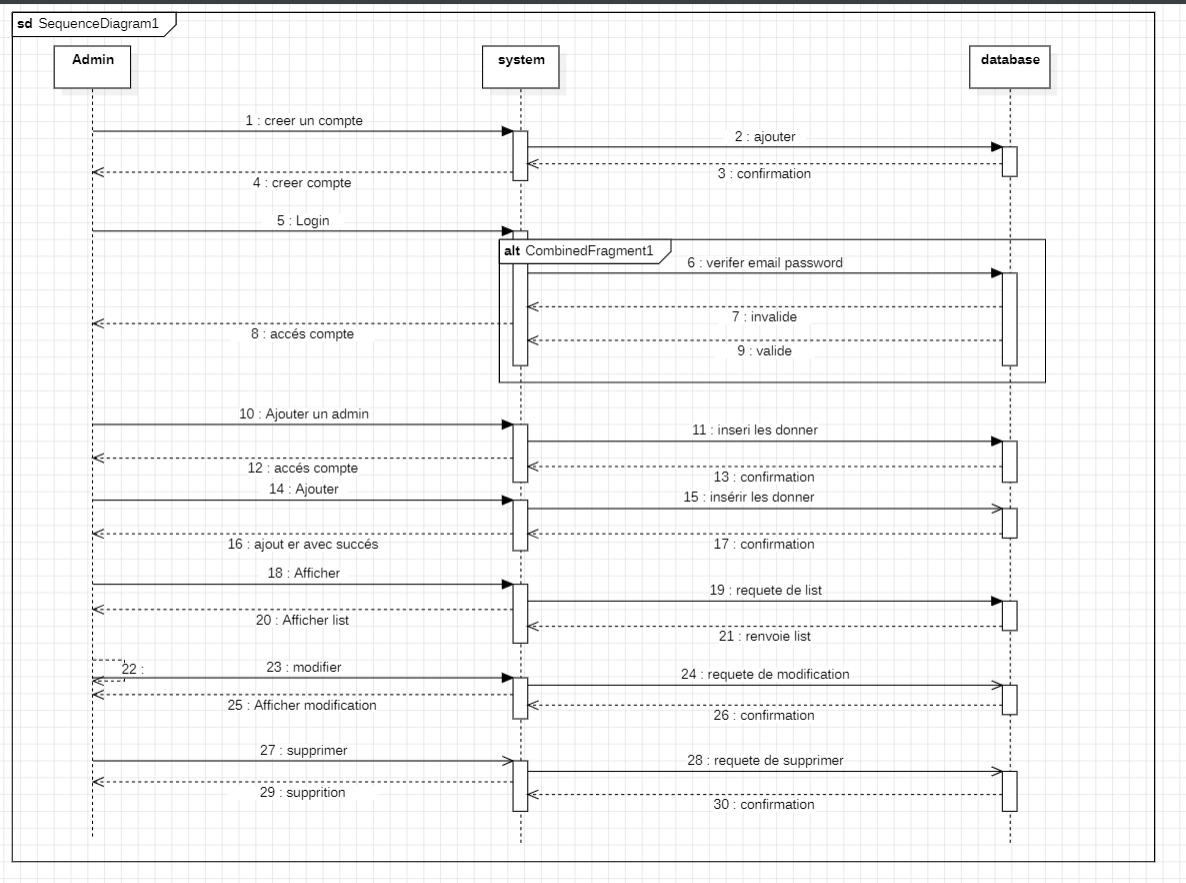 sd SequenceDiagram1
Admin
system
database
1 : creer un compte
2 : ajouter
3 : confirmation
4 : creer compte
5 : Login
alt CombinedFragment1
6 : verifer email password
7 : invalide
8 : accés compte
9 : valide
10 : Ajouter un admin
11 : inseri les donner
12 : accés compte
13 : confirmation
14 : Ajouter
15 : insérir les donner
16 : ajout er avec succés
17 : confirmation
18 : Afficher
19 : requete de list
20 : Afficher list
21 : renvoie list
22 :
23 : modifier
24 : requete de modification
25 : Afficher modification
26 : confirmation
27 : supprimer
28 : requete de supprimer
29 : supprition
30 : confirmation